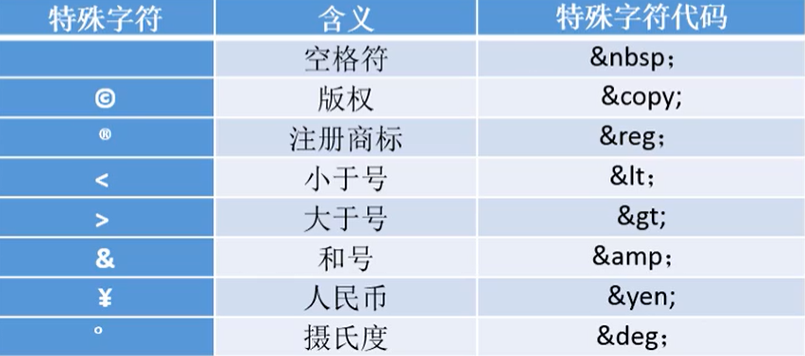 特殊字符 含义 特殊字符代码
空格符 &nbsp；
© 版权 &copy;
® 注册商标 &reg；
< 小于号 &lt；
> 大于号 &gt;
& 和号 &amp；
¥ 人民币 &yen;
° 摄氏度 &deg；